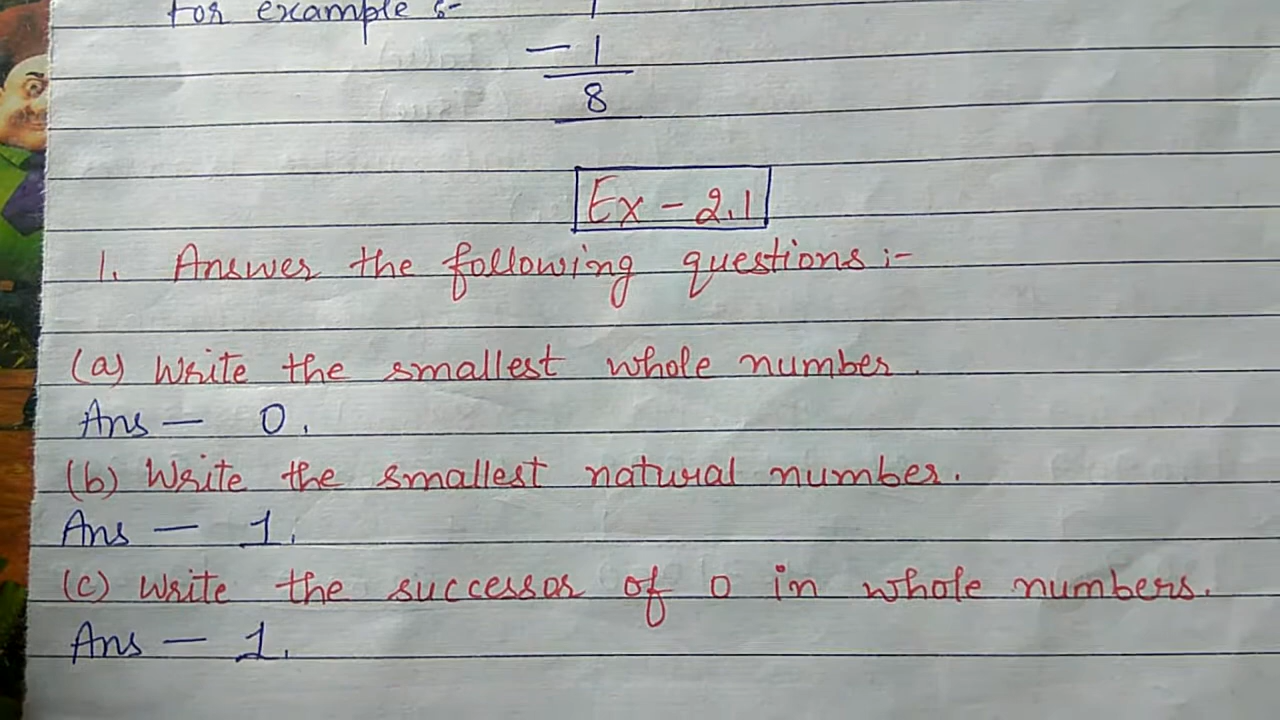 For example :-
— 1
8
Ex - 2.1
1. Answer the following questions :-
(a) Write the smallest whole number.
Ans — 0.
(b) Write the smallest natural number.
Ans — 1.
(c) Write the successor of 0 in whole numbers.
Ans — 1.